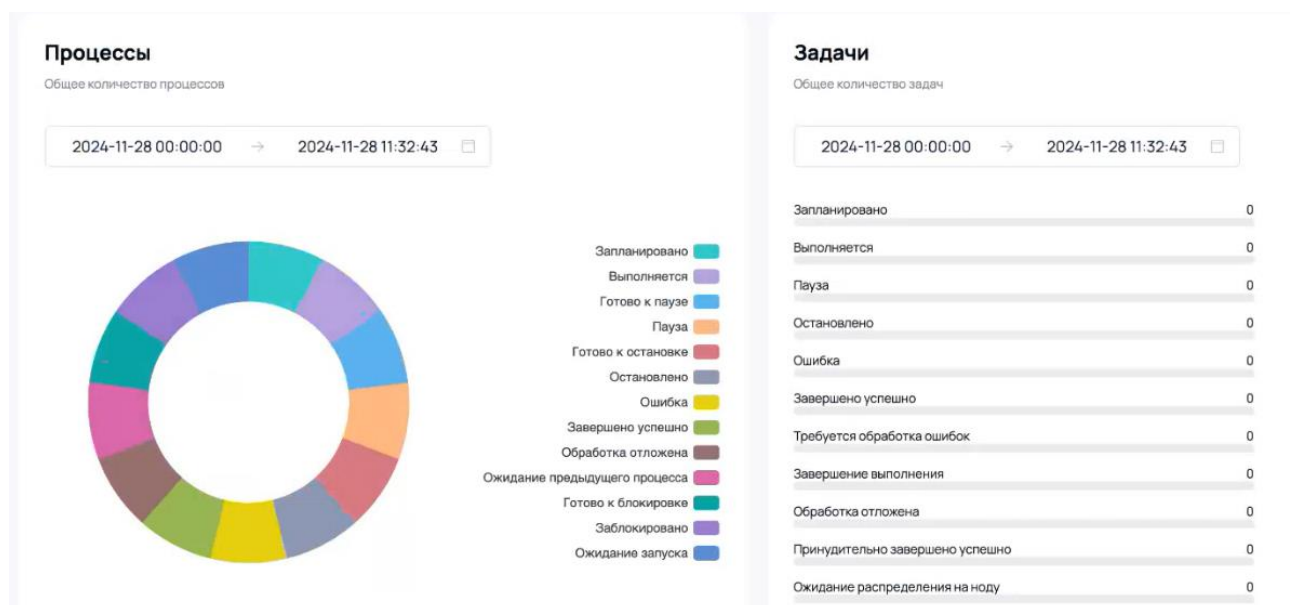 Процессы
Общее количество процессов
2024-11-28 00:00:00 → 2024-11-28 11:32:43
Запланировано
Выполняется
Готово к паузе
Пауза
Готово к остановке
Остановлено
Ошибка
Завершено успешно
Обработка отложена
Ожидание предыдущего процесса
Готово к блокировке
Заблокировано
Ожидание запуска
Задачи
Общее количество задач
2024-11-28 00:00:00 → 2024-11-28 11:32:43
Запланировано 0
Выполняется 0
Пауза 0
Остановлено 0
Ошибка 0
Завершено успешно 0
Требуется обработка ошибок 0
Завершение выполнения 0
Обработка отложена 0
Принудительно завершено успешно 0
Ожидание распределения на ноду 0